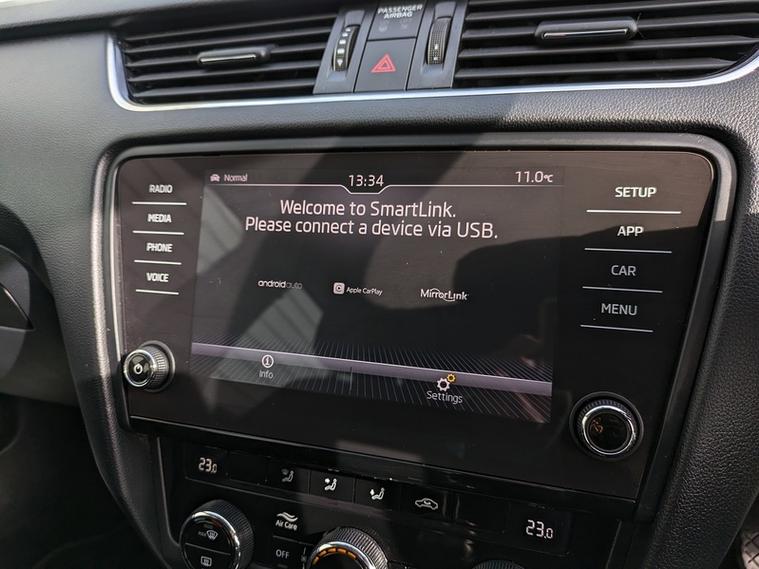 PASSENGER
AIRBAG
RADIO
MEDIA
PHONE
VOICE
Normal
13:34
11.0°C
Welcome to SmartLink.
Please connect a device via USB.
androidauto
Apple CarPlay
MirrorLink
Info
Settings
SETUP
APP
CAR
MENU
23.0
23.0
Air Care
OFF